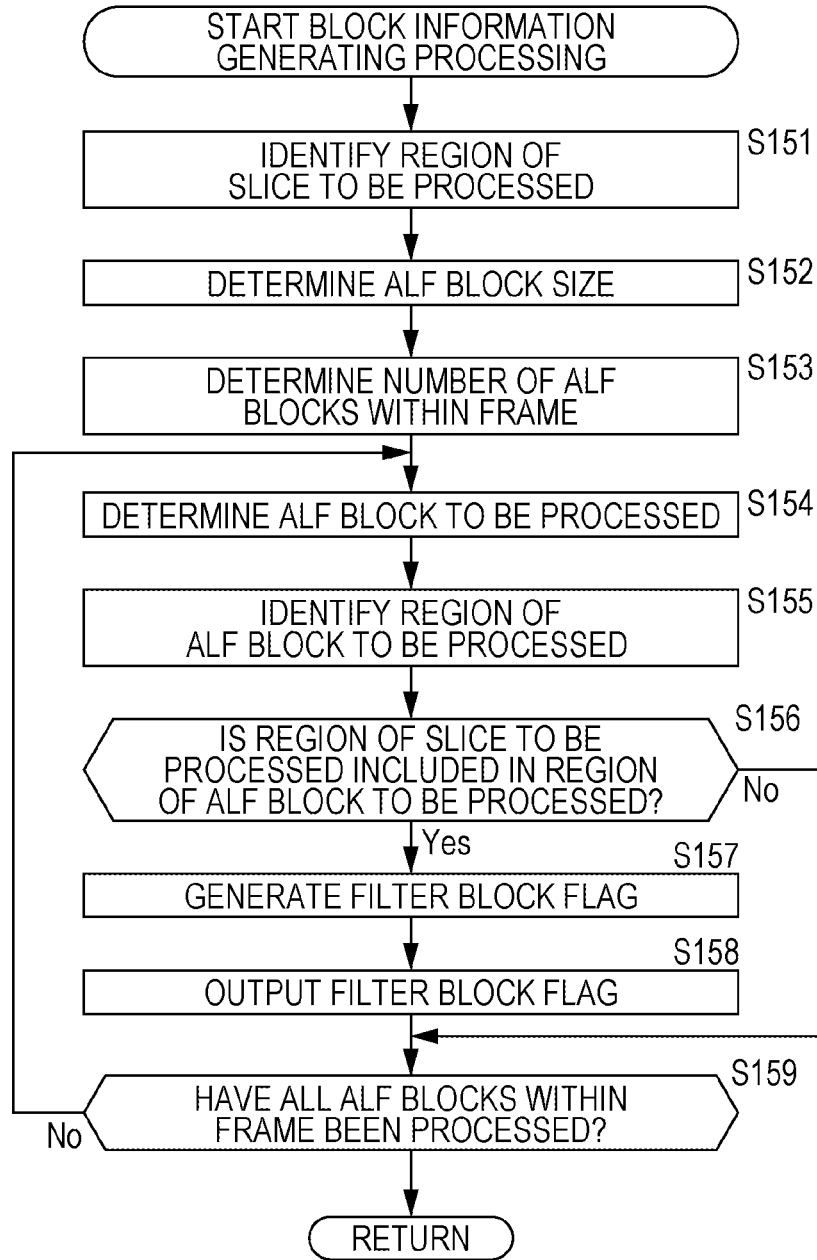 START BLOCK INFORMATION
GENERATING PROCESSING
S151
IDENTIFY REGION OF
SLICE TO BE PROCESSED
S152
DETERMINE ALF BLOCK SIZE
S153
DETERMINE NUMBER OF ALF
BLOCKS WITHIN FRAME
S154
DETERMINE ALF BLOCK TO BE PROCESSED
S155
IDENTIFY REGION OF
ALF BLOCK TO BE PROCESSED
S156
IS REGION OF SLICE TO BE
PROCESSED INCLUDED IN REGION
OF ALF BLOCK TO BE PROCESSED?
No
Yes
S157
GENERATE FILTER BLOCK FLAG
S158
OUTPUT FILTER BLOCK FLAG
S159
HAVE ALL ALF BLOCKS WITHIN
FRAME BEEN PROCESSED?
No
RETURN